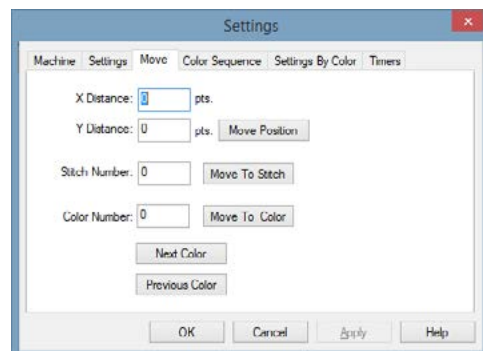 Settings
Machine Settings Move Color Sequence Settings By Color Timers
X Distance: 0 pts.
Y Distance: 0 pts. Move Position
Stitch Number: 0 Move To Stitch
Color Number: 0 Move To Color
Next Color
Previous Color
OK Cancel Apply Help